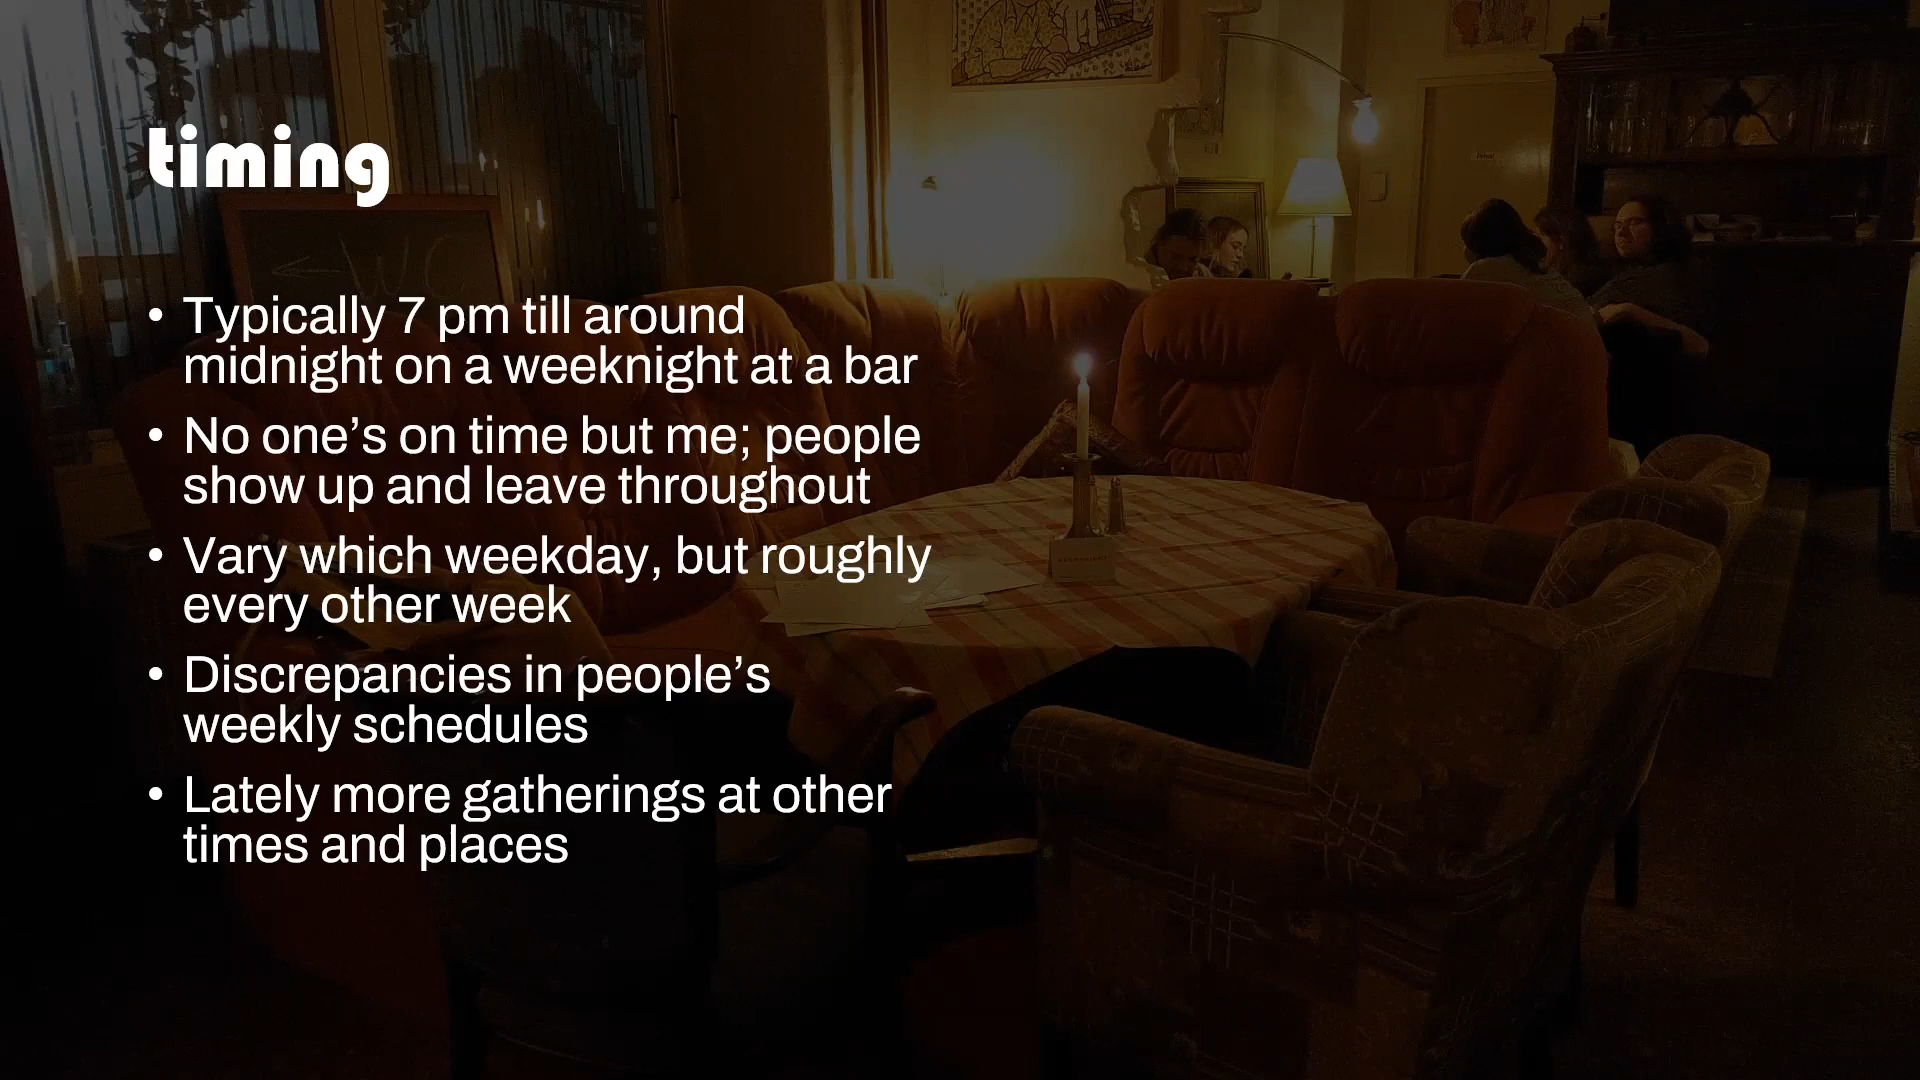 timing
• Typically 7 pm till around
midnight on a weeknight at a bar
• No one’s on time but me; people
show up and leave throughout
• Vary which weekday, but roughly
every other week
• Discrepancies in people’s
weekly schedules
• Lately more gatherings at other
times and places
← WC